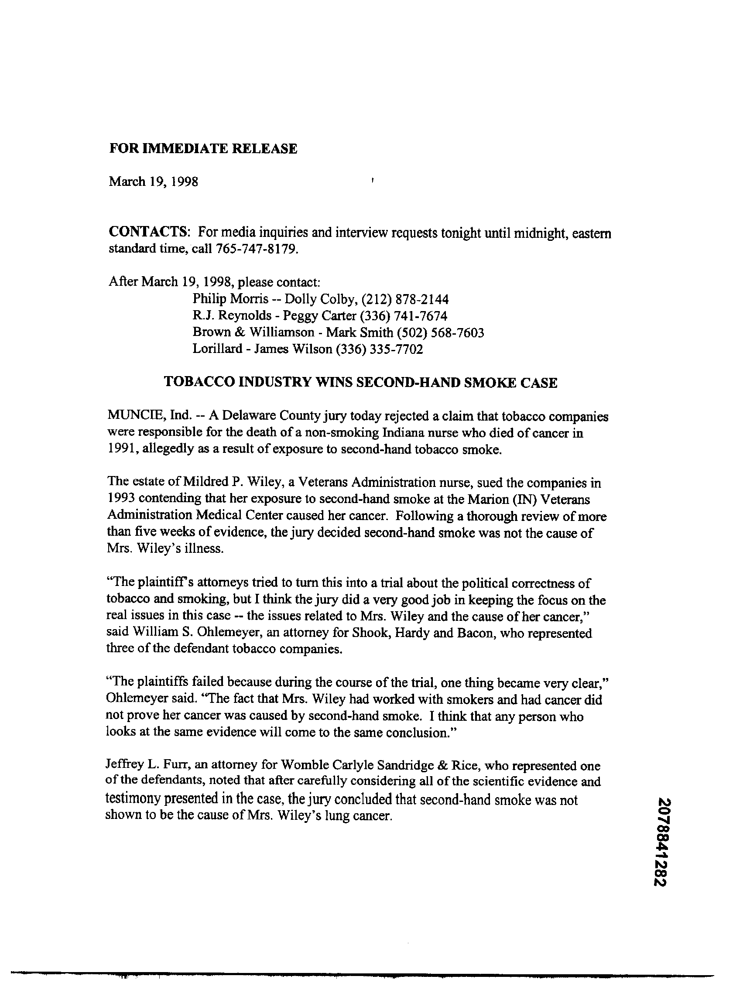 FOR IMMEDIATE RELEASE
March 19, 1998
CONTACTS: For media inquiries and interview requests tonight until midnight, eastern
standard time, call 765-747-8179.
After March 19, 1998, please contact:
Philip Morris -- Dolly Colby, (212) 878-2144
R.J. Reynolds - Peggy Carter (336) 741-7674
Brown & Williamson - Mark Smith (502) 568-7603
Lorillard - James Wilson (336) 335-7702
TOBACCO INDUSTRY WINS SECOND-HAND SMOKE CASE
MUNCIE, Ind. -- A Delaware County jury today rejected a claim that tobacco companies
were responsible for the death of a non-smoking Indiana nurse who died of cancer in
1991, allegedly as a result of exposure to second-hand tobacco smoke.
The estate of Mildred P. Wiley, a Veterans Administration nurse, sued the companies in
1993 contending that her exposure to second-hand smoke at the Marion (IN) Veterans
Administration Medical Center caused her cancer. Following a thorough review of more
than five weeks of evidence, the jury decided second-hand smoke was not the cause of
Mrs. Wiley's illness.
"The plaintiff's attorneys tried to turn this into a trial about the political correctness of
tobacco and smoking, but I think the jury did a very good job in keeping the focus on the
real issues in this case -- the issues related to Mrs. Wiley and the cause of her cancer,"
said William S. Ohlemeyer, an attorney for Shook, Hardy and Bacon, who represented
three of the defendant tobacco companies.
"The plaintiffs failed because during the course of the trial, one thing became very clear,"
Ohlemeyer said. "The fact that Mrs. Wiley had worked with smokers and had cancer did
not prove her cancer was caused by second-hand smoke. I think that any person who
looks at the same evidence will come to the same conclusion."
Jeffrey L. Furr, an attorney for Womble Carlyle Sandridge & Rice, who represented one
of the defendants, noted that after carefully considering all of the scientific evidence and
testimony presented in the case, the jury concluded that second-hand smoke was not
shown to be the cause of Mrs. Wiley's lung cancer.
2078841282